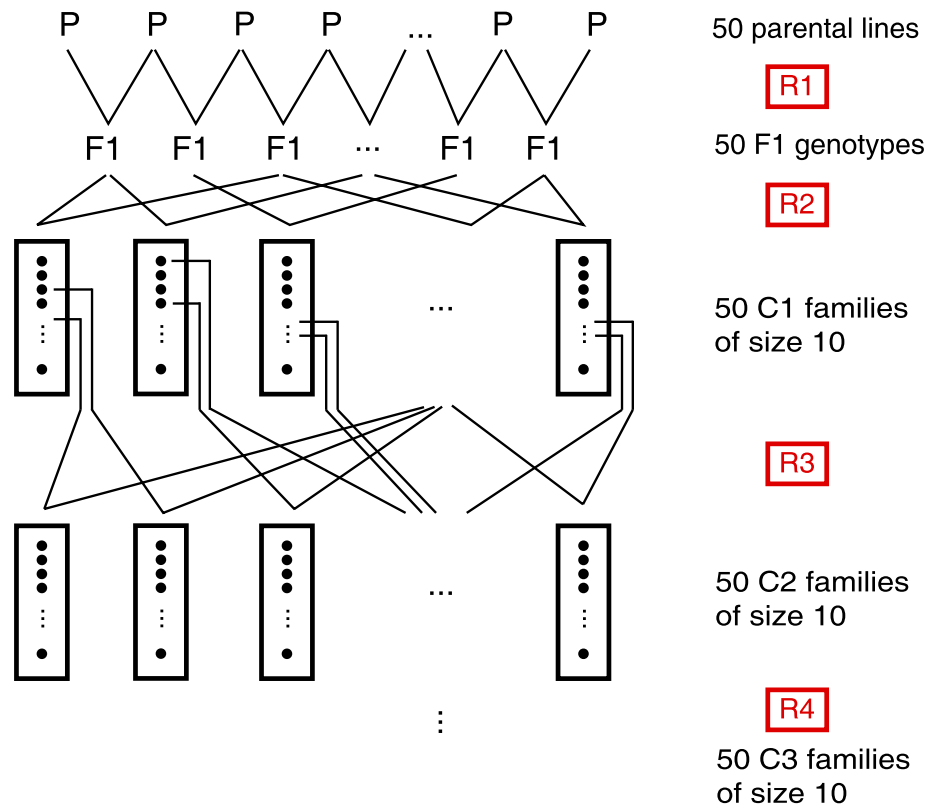 P P P P ... P P 50 parental lines
R1
F1 F1 F1 ... F1 F1 50 F1 genotypes
R2
... 50 C1 families
of size 10
R3
... 50 C2 families
of size 10
R4
50 C3 families
of size 10